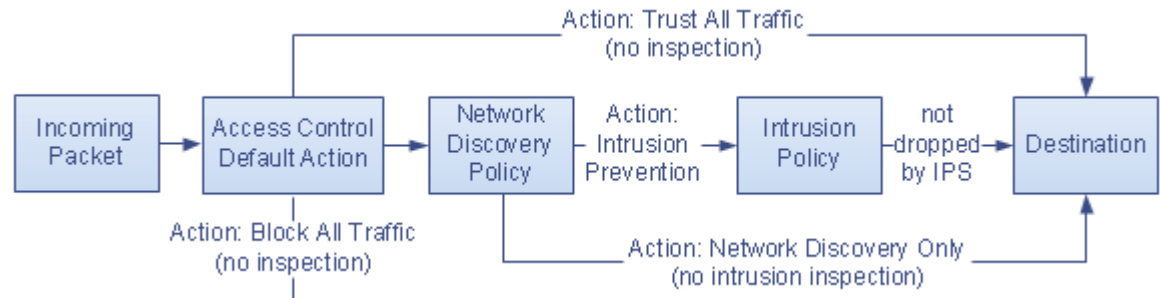 Action: Trust All Traffic
(no inspection)
Incoming
Packet
Access Control
Default Action
Network
Discovery
Policy
Action:
Intrusion
Prevention
Intrusion
Policy
not
dropped
by IPS
Destination
Action: Block All Traffic
(no inspection)
Action: Network Discovery Only
(no intrusion inspection)